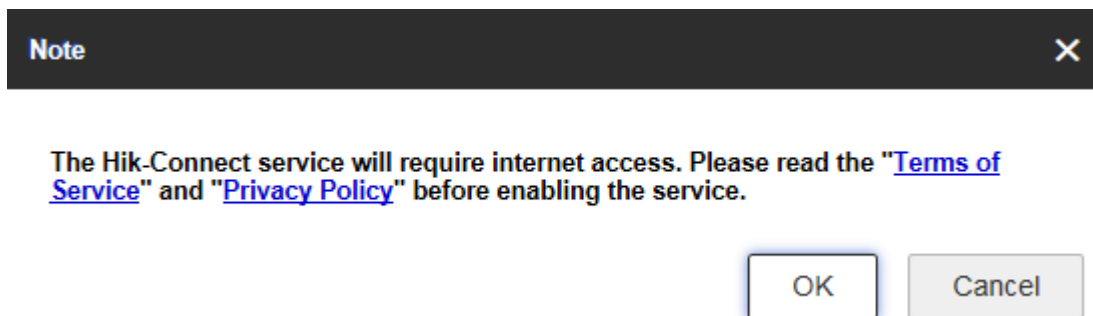 Note
The Hik-Connect service will require internet access. Please read the "Terms of
Service" and "Privacy Policy" before enabling the service.
OK Cancel